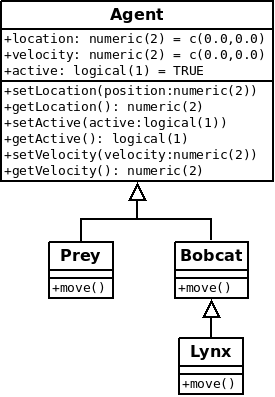 Agent
+location: numeric(2) = c(0.0,0.0)
+velocity: numeric(2) = c(0.0,0.0)
+active: logical(1) = TRUE
+setLocation(position:numeric(2))
+getLocation(): numeric(2)
+setActive(active:logical(1))
+getActive(): logical(1)
+setVelocity(velocity:numeric(2))
+getVelocity(): numeric(2)
Prey
+move()
Bobcat
+move()
Lynx
+move()